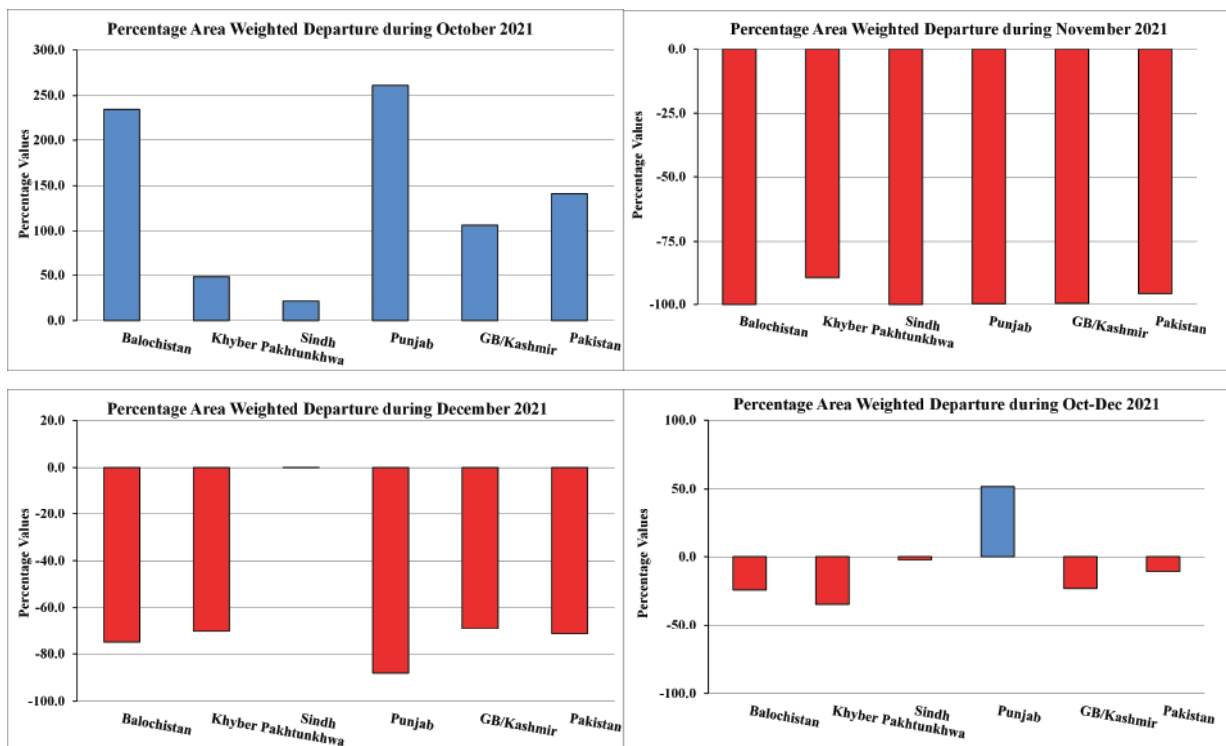 Percentage Area Weighted Departure during October 2021
Percentage Values
300.0
250.0
200.0
150.0
100.0
50.0
0.0
Balochistan
Khyber Pakhtunkhwa
Sindh
Punjab
GB/Kashmir
Pakistan
Percentage Area Weighted Departure during November 2021
Percentage Values
0.0
-25.0
-50.0
-75.0
-100.0
Balochistan
Khyber Pakhtunkhwa
Sindh
Punjab
GB/Kashmir
Pakistan
Percentage Area Weighted Departure during December 2021
Percentage Values
20.0
0.0
-20.0
-40.0
-60.0
-80.0
-100.0
Balochistan
Khyber Pakhtunkhwa
Sindh
Punjab
GB/Kashmir
Pakistan
Percentage Area Weighted Departure during Oct-Dec 2021
Percentage Values
100.0
50.0
0.0
-50.0
-100.0
Balochistan
Khyber Pakhtunkhwa
Sindh
Punjab
GB/Kashmir
Pakistan